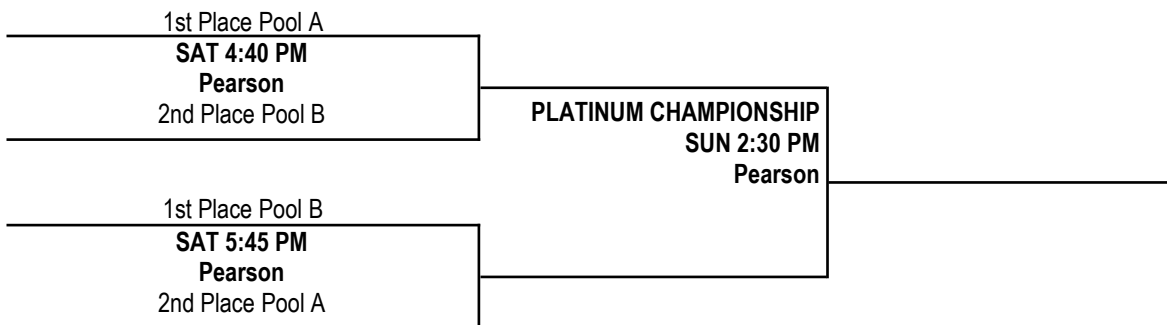 1st Place Pool A
SAT 4:40 PM
Pearson
2nd Place Pool B
PLATINUM CHAMPIONSHIP
SUN 2:30 PM
Pearson
1st Place Pool B
SAT 5:45 PM
Pearson
2nd Place Pool A